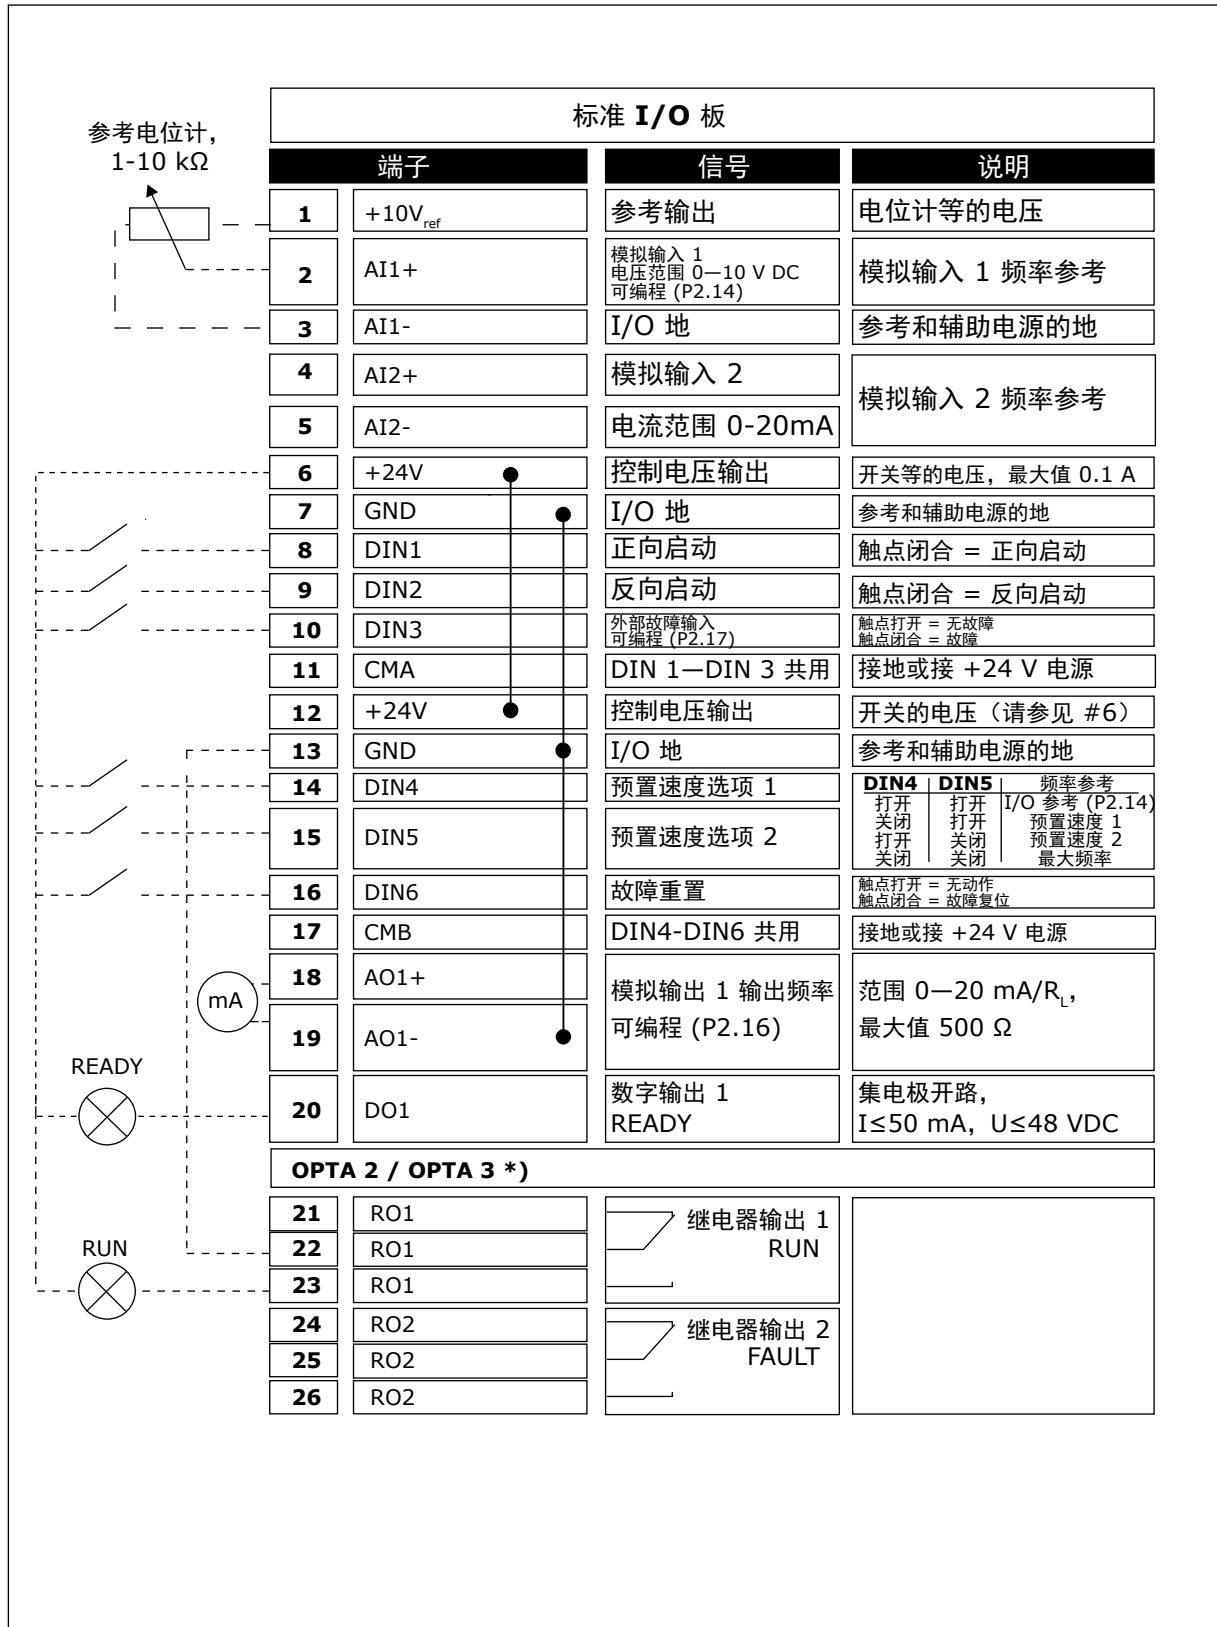 标准 I/O 板
参考电位计，
1-10 kΩ
端子 信号 说明
1 +10Vref 参考输出 电位计等的电压
2 AI1+ 模拟输入 1
电压范围 0—10 V DC
可编程 (P2.14) 模拟输入 1 频率参考
3 AI1- I/O 地 参考和辅助电源的地
4 AI2+ 模拟输入 2
模拟输入 2 频率参考
5 AI2- 电流范围 0-20mA
6 +24V 控制电压输出 开关等的电压，最大值 0.1 A
7 GND I/O 地 参考和辅助电源的地
8 DIN1 正向启动 触点闭合 = 正向启动
9 DIN2 反向启动 触点闭合 = 反向启动
10 DIN3 外部故障输入
可编程 (P2.17) 触点打开 = 无故障
触点闭合 = 故障
11 CMA DIN 1—DIN 3 共用 接地或接 +24 V 电源
12 +24V 控制电压输出 开关的电压（请参见 #6）
13 GND I/O 地 参考和辅助电源的地
14 DIN4 预置速度选项 1
15 DIN5 预置速度选项 2
DIN4 DIN5 频率参考
打开 打开 I/O 参考 (P2.14)
关闭 打开 预置速度 1
打开 关闭 预置速度 2
关闭 关闭 最大频率
16 DIN6 故障重置 触点打开 = 无动作
触点闭合 = 故障复位
17 CMB DIN4-DIN6 共用 接地或接 +24 V 电源
mA
18 AO1+ 模拟输出 1 输出频率 范围 0—20 mA/RL，
19 AO1- 可编程 (P2.16) 最大值 500 Ω
READY
20 DO1 数字输出 1
READY 集电极开路，
I≤50 mA，U≤48 VDC
OPTA 2 / OPTA 3 *)
21 RO1 继电器输出 1
RUN
22 RO1 RUN
23 RO1
24 RO2 继电器输出 2
25 RO2 FAULT
26 RO2